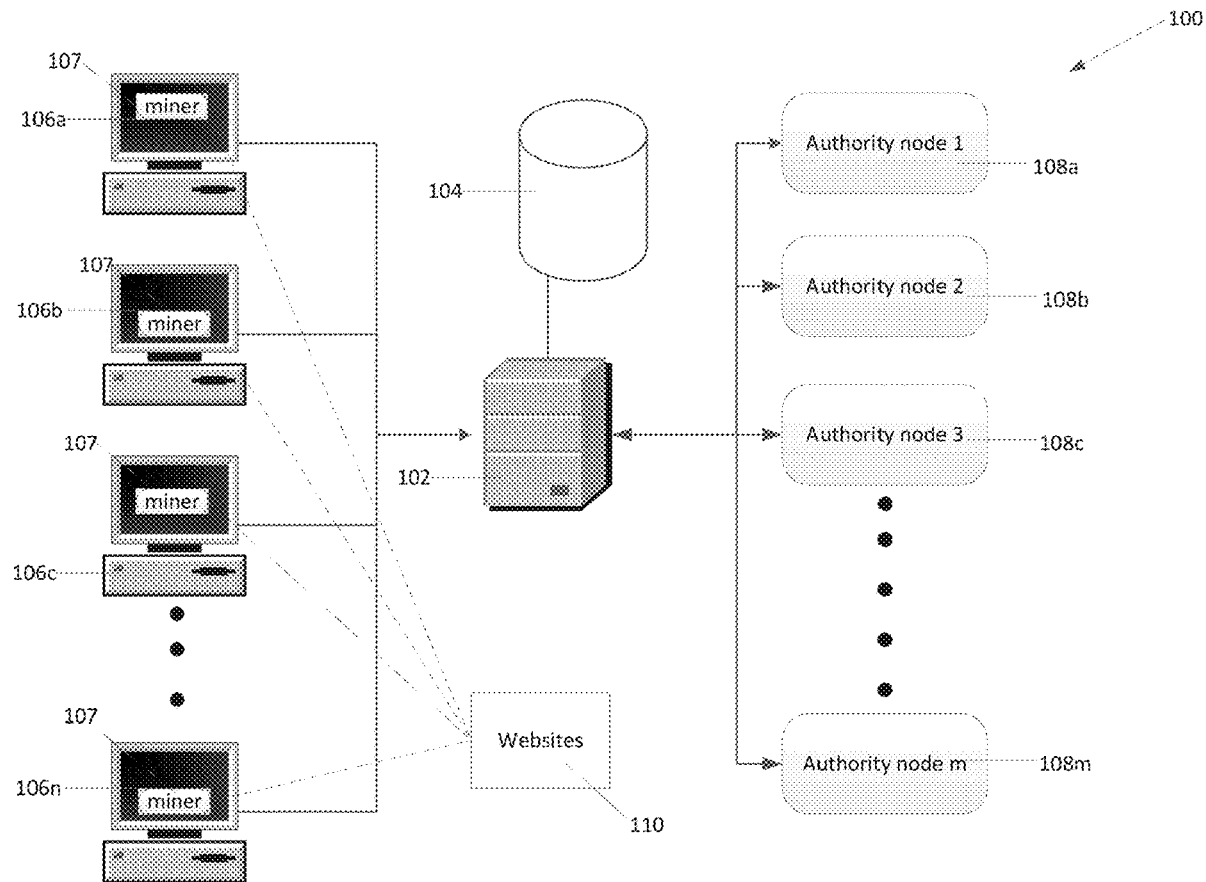 100
107
miner
106a
Authority node 1
108a
104
107
106b
miner
Authority node 2
108b
107
miner
106c
102
Authority node 3
108c
107
106n
miner
Websites
110
Authority node m
108m